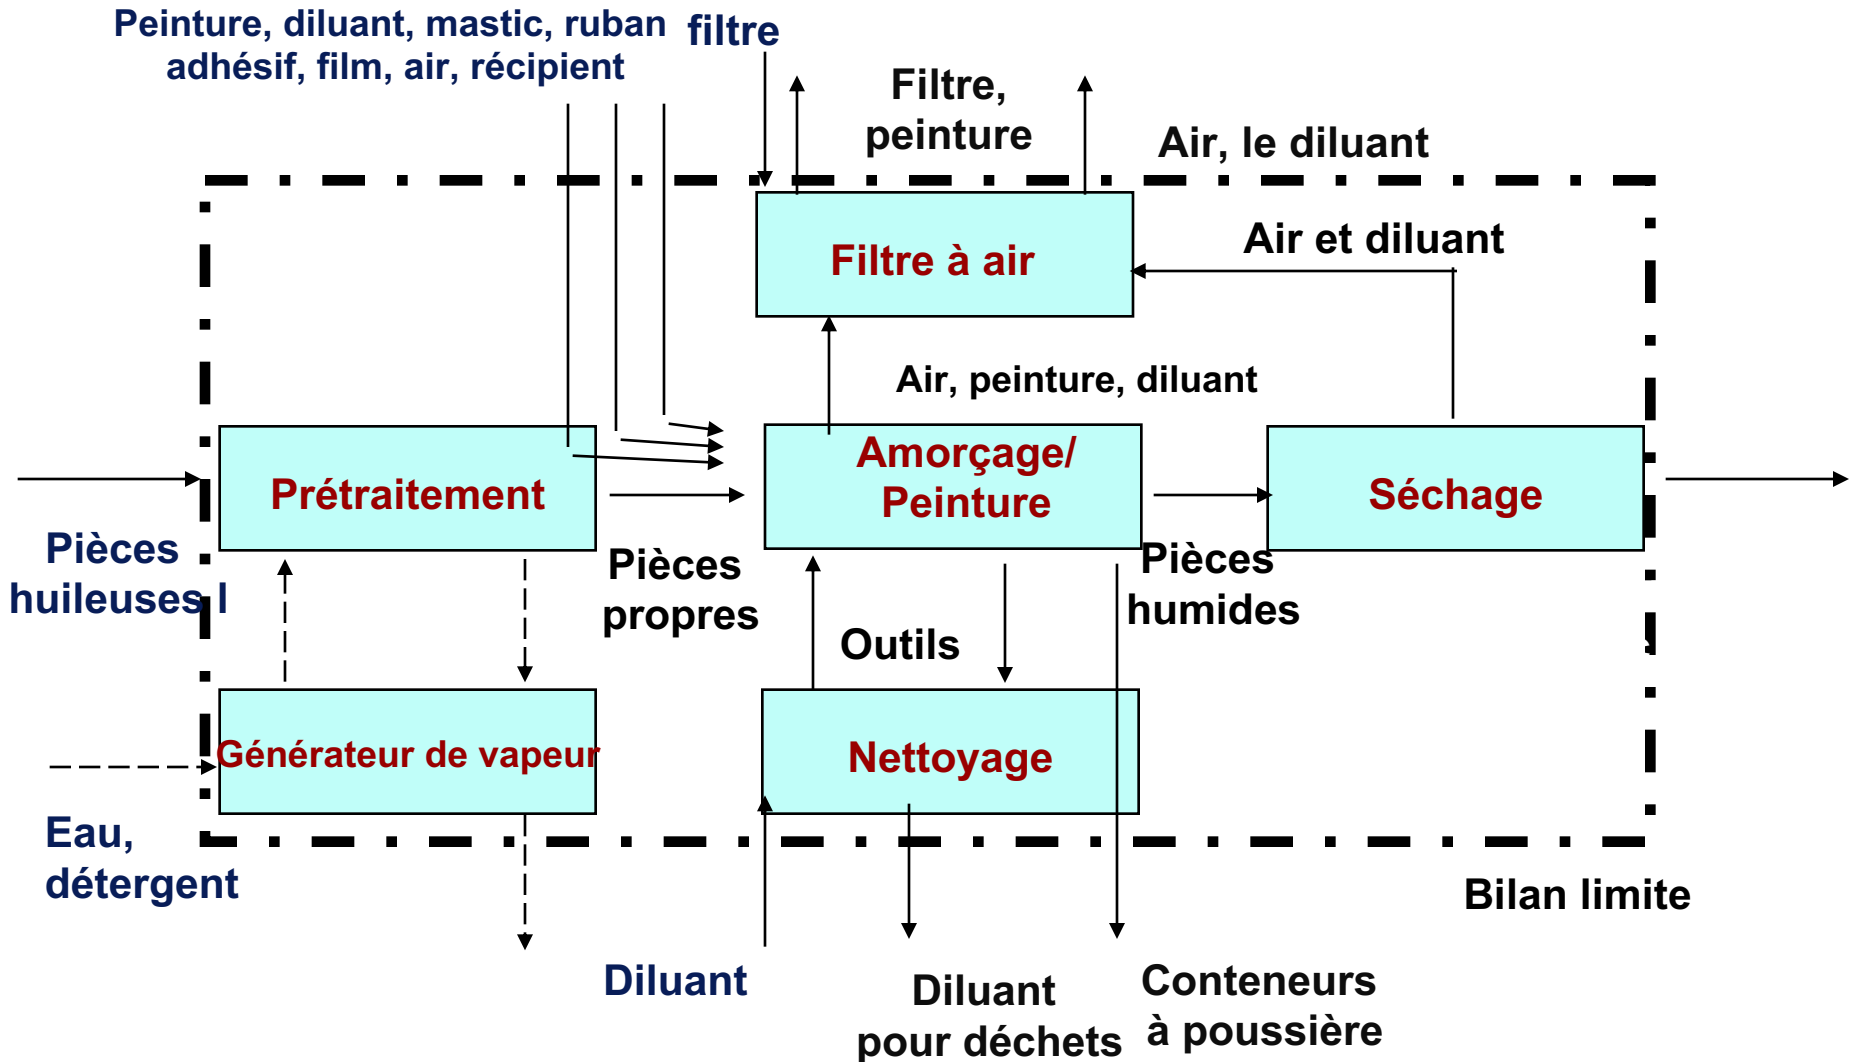 Peinture, diluant, mastic, ruban
adhésif, film, air, récipient
filtre
Filtre,
peinture
Air, le diluant
Filtre à air
Air et diluant
Air, peinture, diluant
Prétraitement
Amorçage/
Peinture
Séchage
Pièces
huileuses l
Pièces
propres
Pièces
humides
Outils
Générateur de vapeur
Nettoyage
Eau,
détergent
Bilan limite
Diluant
Diluant
pour déchets
Conteneurs
à poussière